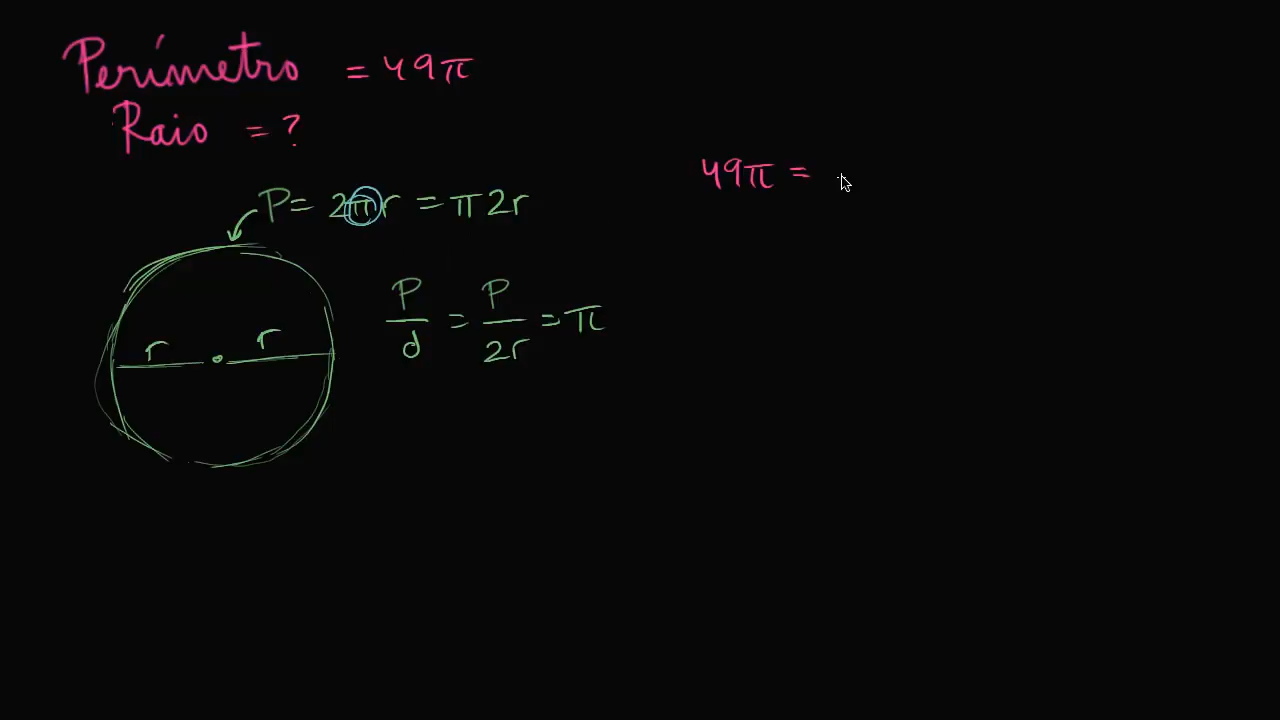 Perímetro = 49π
Raio = ?
49π =
P = 2πr = π2r
P/d = P/2r = π
r r